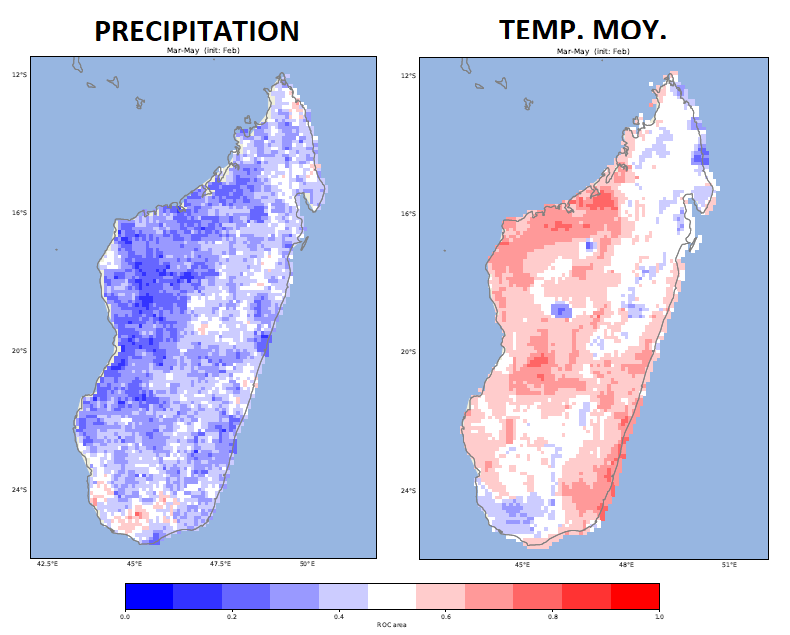 PRECIPITATION
Mar-May (init: Feb)
12°S
16°S
20°S
24°S
42.5°E 45°E 47.5°E 50°E
TEMP. MOY.
Mar-May (init: Feb)
12°S
16°S
20°S
24°S
45°E 48°E 51°E
0.0 0.2 0.4 0.6 0.8 1.0
ROC area